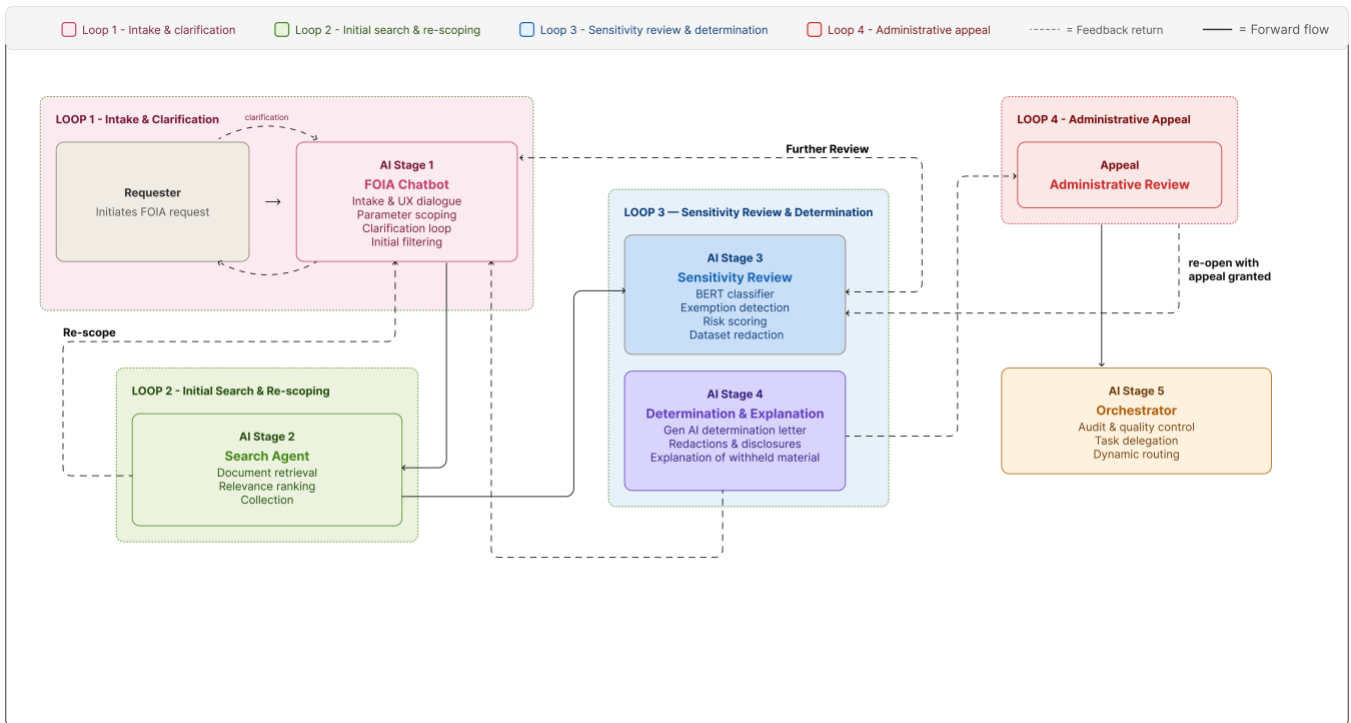 Loop 1 - Intake & clarification
Loop 2 - Initial search & re-scoping
Loop 3 - Sensitivity review & determination
Loop 4 - Administrative appeal
= Feedback return
= Forward flow
LOOP 1 - Intake & Clarification
clarification
Requester
Initiates FOIA request
AI Stage 1
FOIA Chatbot
Intake & UX dialogue
Parameter scoping
Clarification loop
Initial filtering
Re-scope
LOOP 2 - Initial Search & Re-scoping
AI Stage 2
Search Agent
Document retrieval
Relevance ranking
Collection
Further Review
LOOP 3 — Sensitivity Review & Determination
AI Stage 3
Sensitivity Review
BERT classifier
Exemption detection
Risk scoring
Dataset redaction
AI Stage 4
Determination & Explanation
Gen AI determination letter
Redactions & disclosures
Explanation of withheld material
LOOP 4 - Administrative Appeal
Appeal
Administrative Review
re-open with
appeal granted
AI Stage 5
Orchestrator
Audit & quality control
Task delegation
Dynamic routing